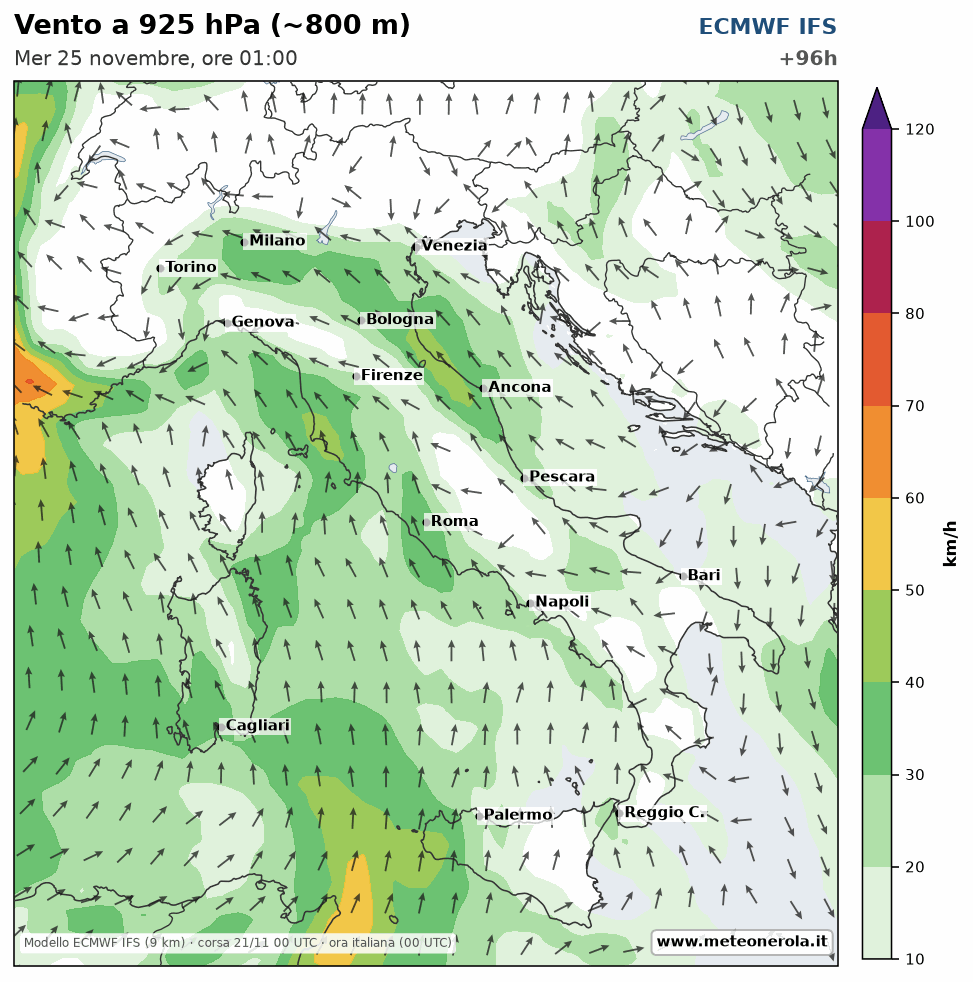 Vento a 925 hPa (~800 m)
ECMWF IFS
Mer 25 novembre, ore 01:00
+96h
120
100
80
70
60
50
40
30
20
10
km/h
Milano
Venezia
Torino
Genova
Bologna
Firenze
Ancona
Pescara
Roma
Bari
Napoli
Cagliari
Palermo
Reggio C.
Modello ECMWF IFS (9 km) · corsa 21/11 00 UTC · ora italiana (00 UTC)
www.meteonerola.it